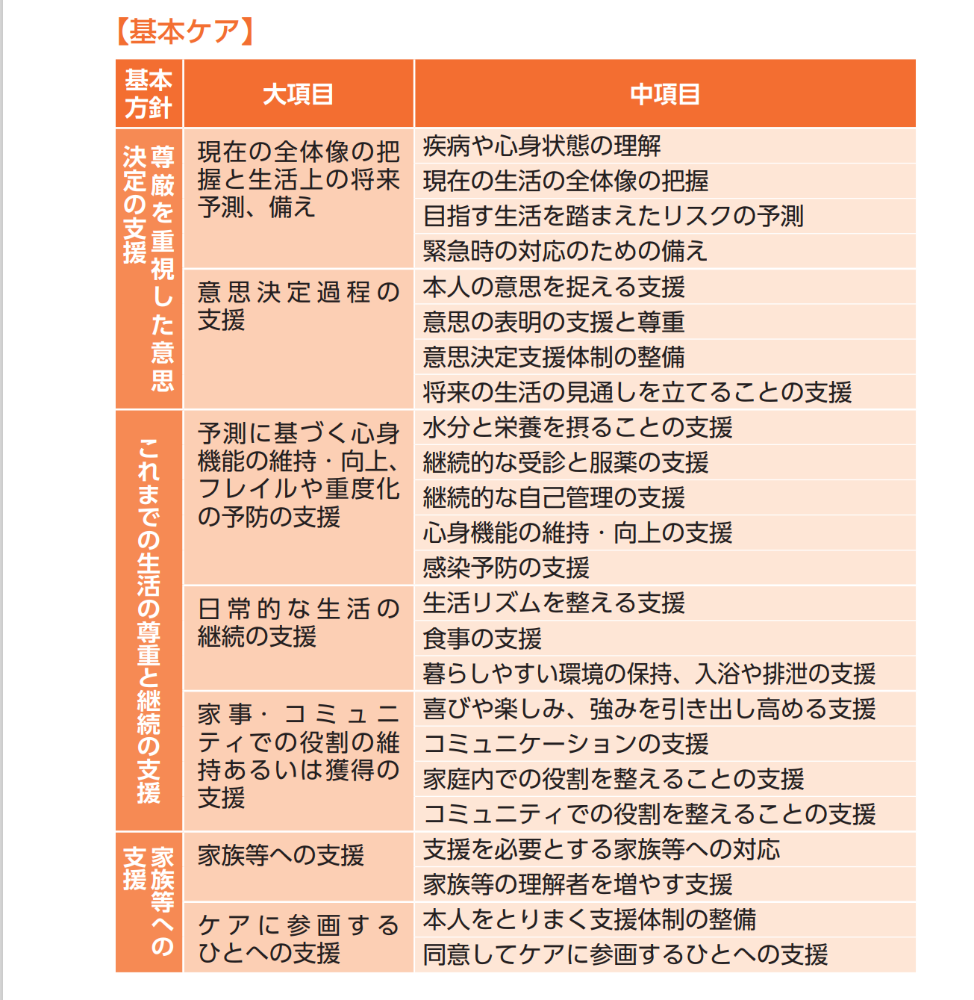 【基本ケア】
基本
方針
大項目
中項目
尊厳を重視した意思
決定の支援
現在の全体像の把
握と生活上の将来
予測、備え
疾病や心身状態の理解
現在の生活の全体像の把握
目指す生活を踏まえたリスクの予測
緊急時の対応のための備え
意思決定過程の
支援
本人の意思を捉える支援
意思の表明の支援と尊重
意思決定支援体制の整備
将来の生活の見通しを立てることの支援
これまでの生活の尊重と継続の支援
予測に基づく心身
機能の維持・向上、
フレイルや重度化
の予防の支援
水分と栄養を摂ることの支援
継続的な受診と服薬の支援
継続的な自己管理の支援
心身機能の維持・向上の支援
感染予防の支援
日常的な生活の
継続の支援
生活リズムを整える支援
食事の支援
暮らしやすい環境の保持、入浴や排泄の支援
家事・コミュニ
ティでの役割の維
持あるいは獲得の
支援
喜びや楽しみ、強みを引き出し高める支援
コミュニケーションの支援
家庭内での役割を整えることの支援
コミュニティでの役割を整えることの支援
家族等への
支援
家族等への支援
支援を必要とする家族等への対応
家族等の理解者を増やす支援
ケアに参画する
ひとへの支援
本人をとりまく支援体制の整備
同意してケアに参画するひとへの支援